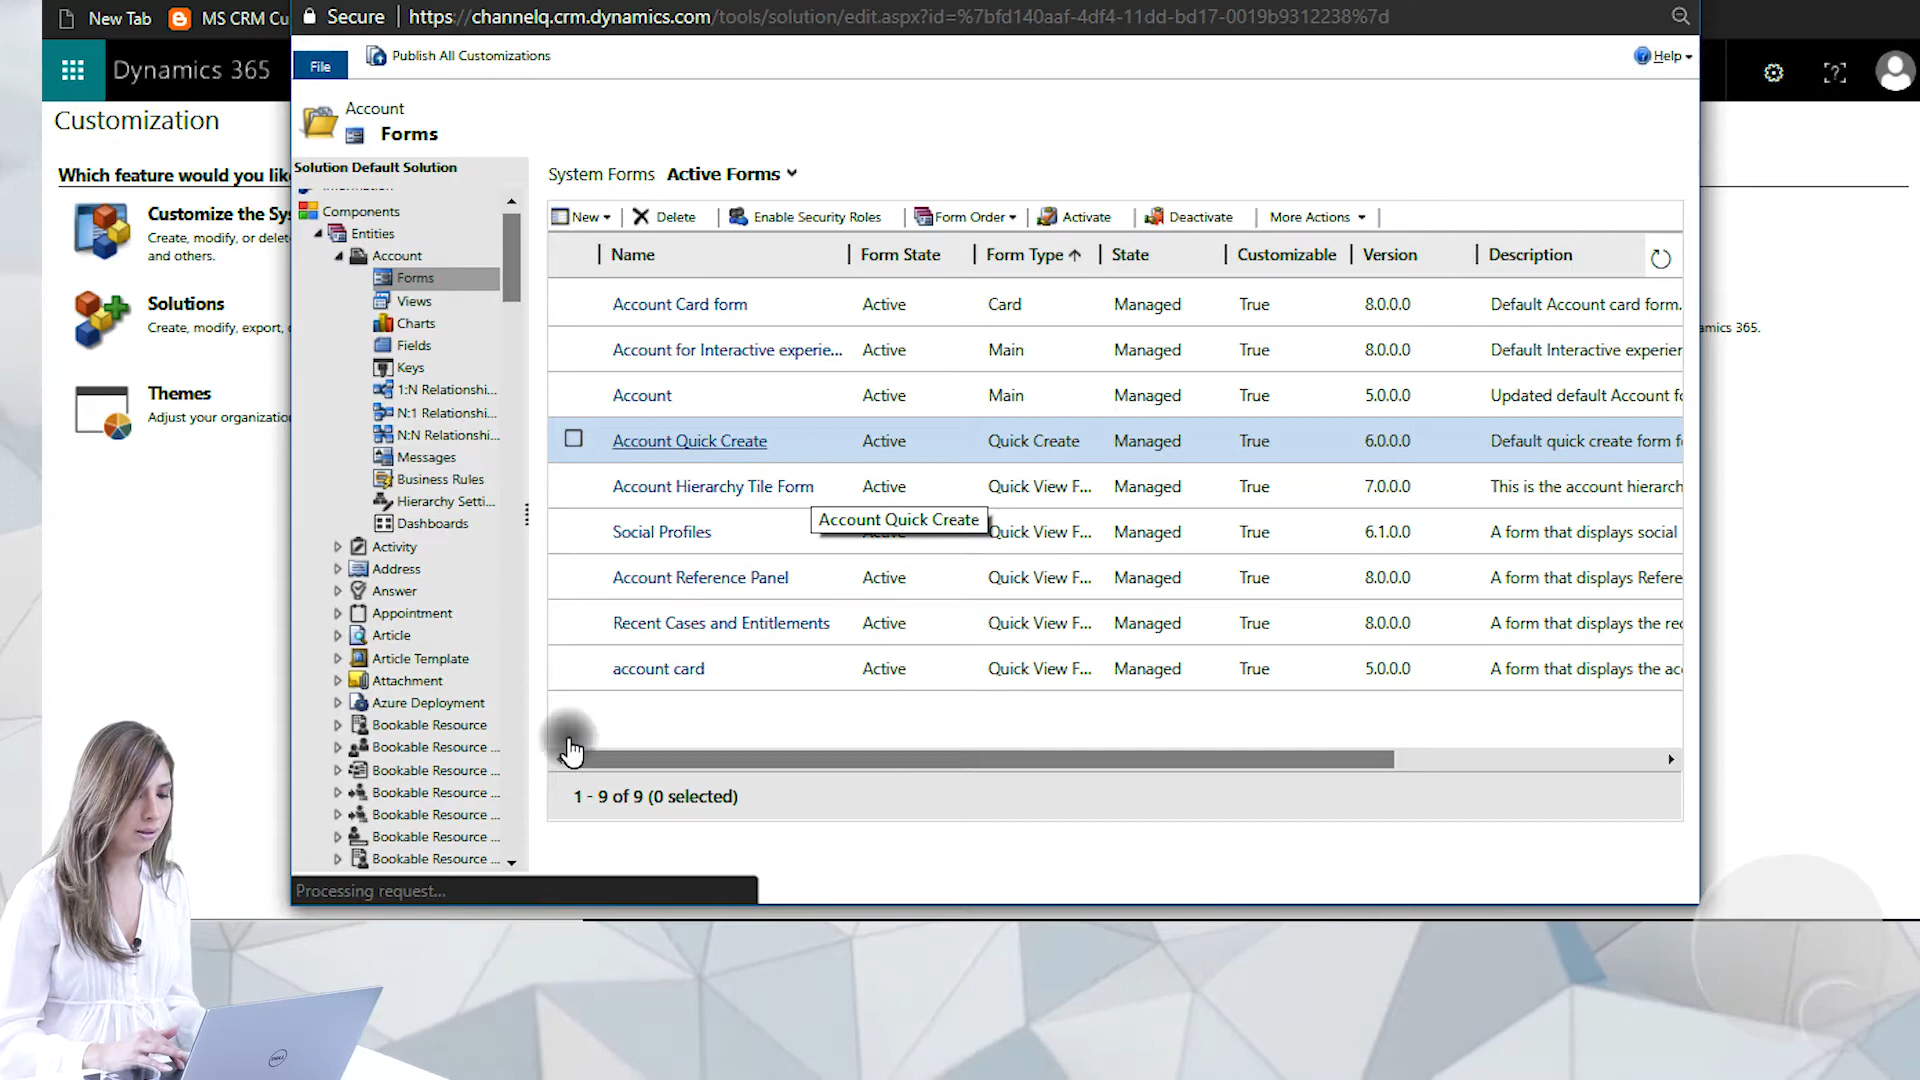 New Tab
MS CRM Cu
Secure
https://channelq.crm.dynamics.com/tools/solution/edit.aspx?id=%7bfd140aaf-4df4-11dd-bd17-0019b9312238%7d
Dynamics 365
File
Publish All Customizations
Help
Customization
Which feature would you lik
Customize the Sys
Create, modify, or delet
and others.
Solutions
Create, modify, export,
amics 365.
Themes
Adjust your organizatio
Account
Forms
Solution Default Solution
Components
Entities
Account
Forms
Views
Charts
Fields
Keys
1:N Relationshi...
N:1 Relationshi...
N:N Relationshi...
Messages
Business Rules
Hierarchy Setti...
Dashboards
Activity
Address
Answer
Appointment
Article
Article Template
Attachment
Azure Deployment
Bookable Resource
Bookable Resource ...
Bookable Resource ...
Bookable Resource ...
Bookable Resource ...
Bookable Resource ...
Bookable Resource ...
System Forms Active Forms
New Delete Enable Security Roles Form Order Activate Deactivate More Actions
Name Form State Form Type State Customizable Version Description
Account Card form Active Card Managed True 8.0.0.0 Default Account card form.
Account for Interactive experie... Active Main Managed True 8.0.0.0 Default Interactive experier
Account Active Main Managed True 5.0.0.0 Updated default Account fo
Account Quick Create Active Quick Create Managed True 6.0.0.0 Default quick create form f
Account Hierarchy Tile Form Active Quick View F... Managed True 7.0.0.0 This is the account hierarch
Account Quick Create
Social Profiles Active Quick View F... Managed True 6.1.0.0 A form that displays social
Account Reference Panel Active Quick View F... Managed True 8.0.0.0 A form that displays Refere
Recent Cases and Entitlements Active Quick View F... Managed True 8.0.0.0 A form that displays the rec
account card Active Quick View F... Managed True 5.0.0.0 A form that displays the ac
1 - 9 of 9 (0 selected)
Processing request...
DELL